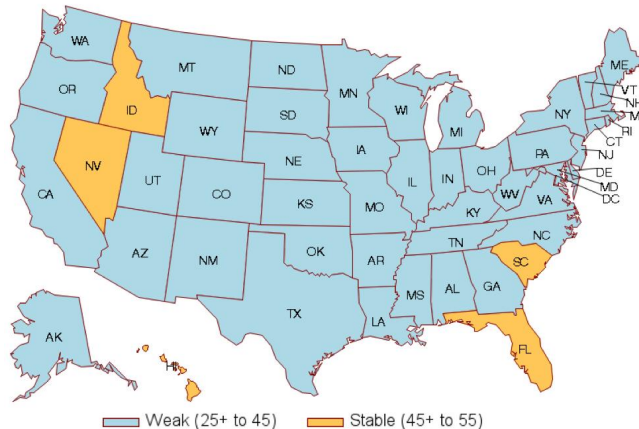 WA
ME
MT
ND
VT
OR
MN
NH
ID
WI
NY
SD
MI
RI
WY
CT
IA
PA
NJ
NE
NV
OH
DE
IL
IN
UT
MD
CA
CO
WV
VA
DC
KS
MO
KY
NC
TN
OK
AZ
NM
AR
SC
MS
AL
GA
TX
LA
AK
FL
HI
Weak (25+ to 45)
Stable (45+ to 55)